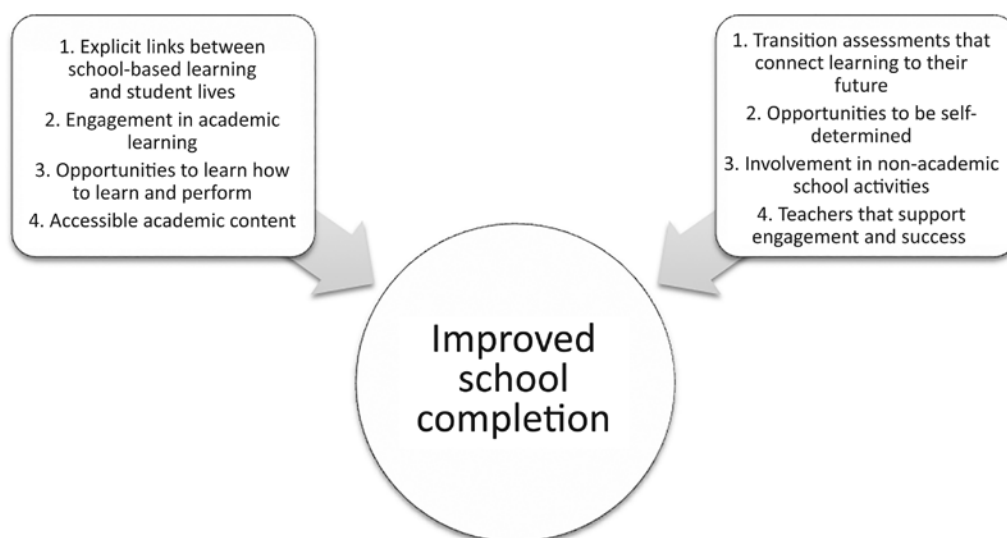 1. Explicit links between
school-based learning
and student lives
2. Engagement in academic
learning
3. Opportunities to learn how
to learn and perform
4. Accessible academic content
1. Transition assessments that
connect learning to their
future
2. Opportunities to be self-
determined
3. Involvement in non-academic
school activities
4. Teachers that support
engagement and success
Improved
school
completion